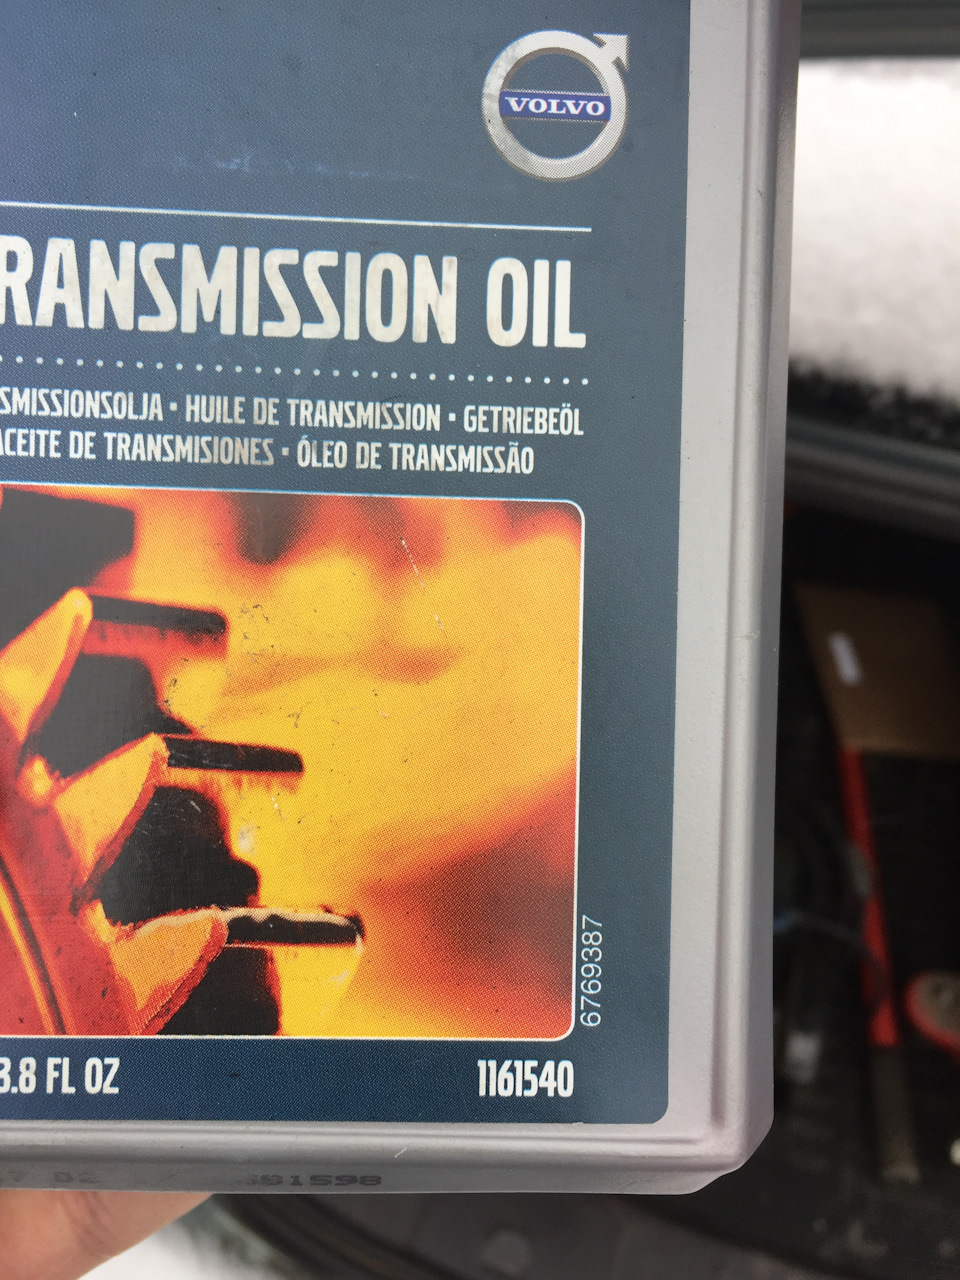 VOLVO
RANSMISSION OIL
SMISSIONSOLJA · HUILE DE TRANSMISSION · GETRIEBEÖL
ACEITE DE TRANSMISIONES · ÓLEO DE TRANSMISSÃO
6769387
3.8 FL OZ
1161540